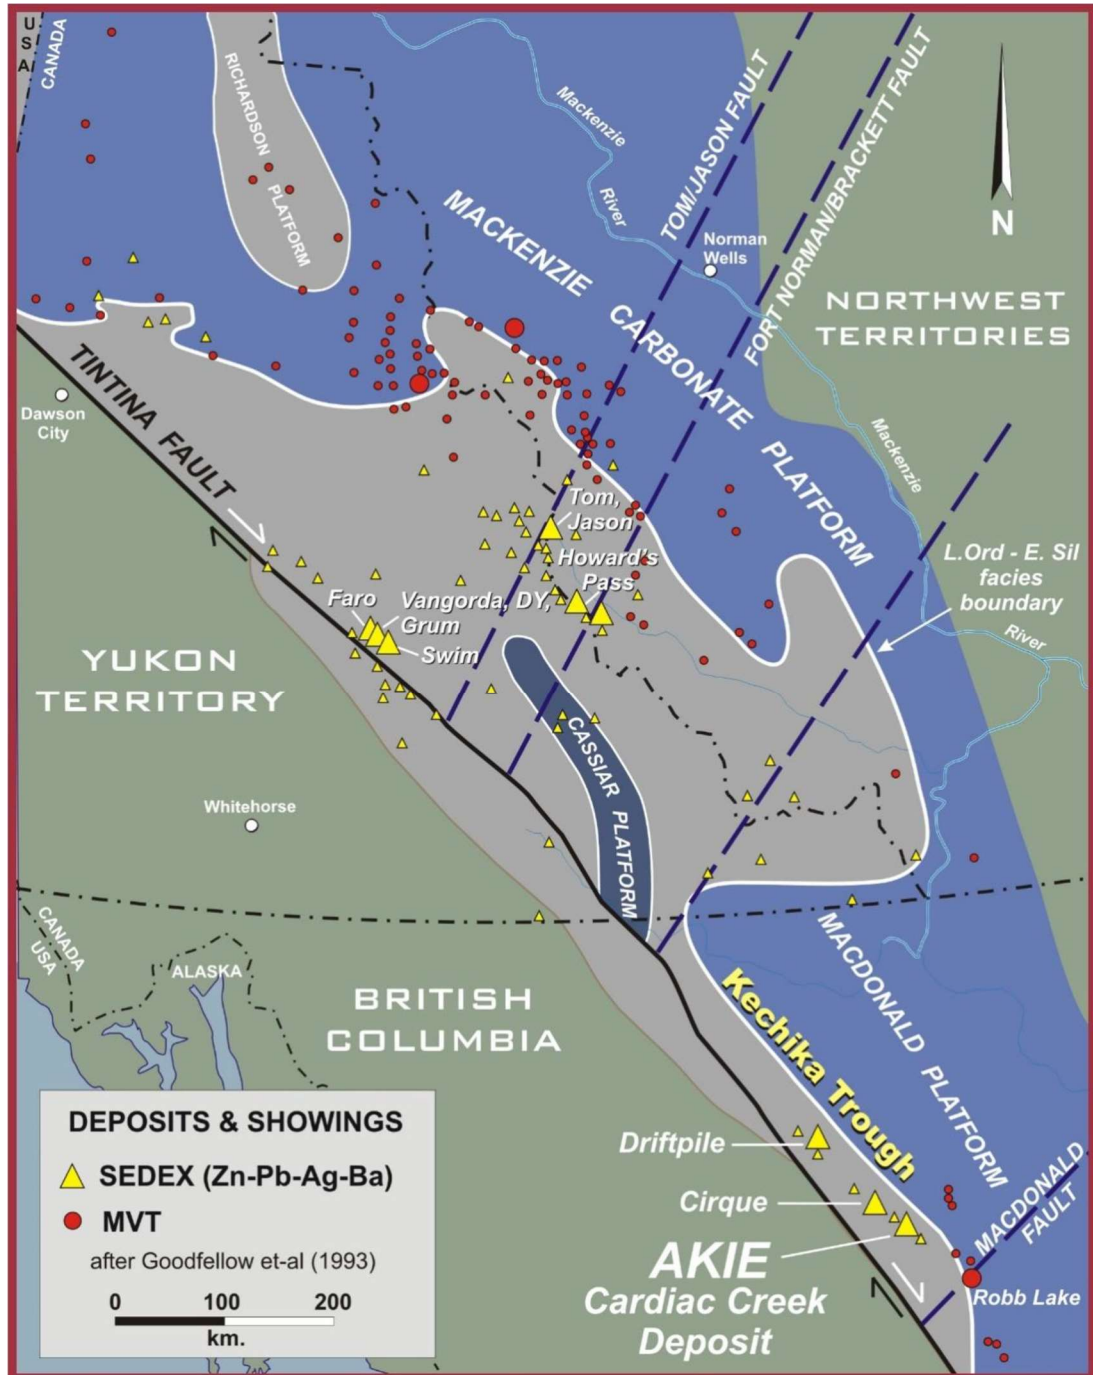 USA
CANADA
RICHARDSON
PLATFORM
Mackenzie
River
TOM/JASON FAULT
FORT NORMAN/BRACKETT FAULT
N
Norman
Wells
MACKENZIE CARBONATE PLATFORM
NORTHWEST
TERRITORIES
TINTINA FAULT
Dawson
City
Mackenzie
River
Tom,
Jason
Howard's
Pass
L.Ord - E. Sil
facies
boundary
Faro
Vangorda, DY,
Grum
Swim
YUKON
TERRITORY
CASSIAR PLATFORM
Whitehorse
CANADA
USA
ALASKA
BRITISH
COLUMBIA
MACDONALD PLATFORM
Kechika Trough
Driftpile
Cirque
AKIE
Cardiac Creek
Deposit
MACDONALD
FAULT
Robb Lake
DEPOSITS & SHOWINGS
SEDEX (Zn-Pb-Ag-Ba)
MVT
after Goodfellow et-al (1993)
0 100 200
km.